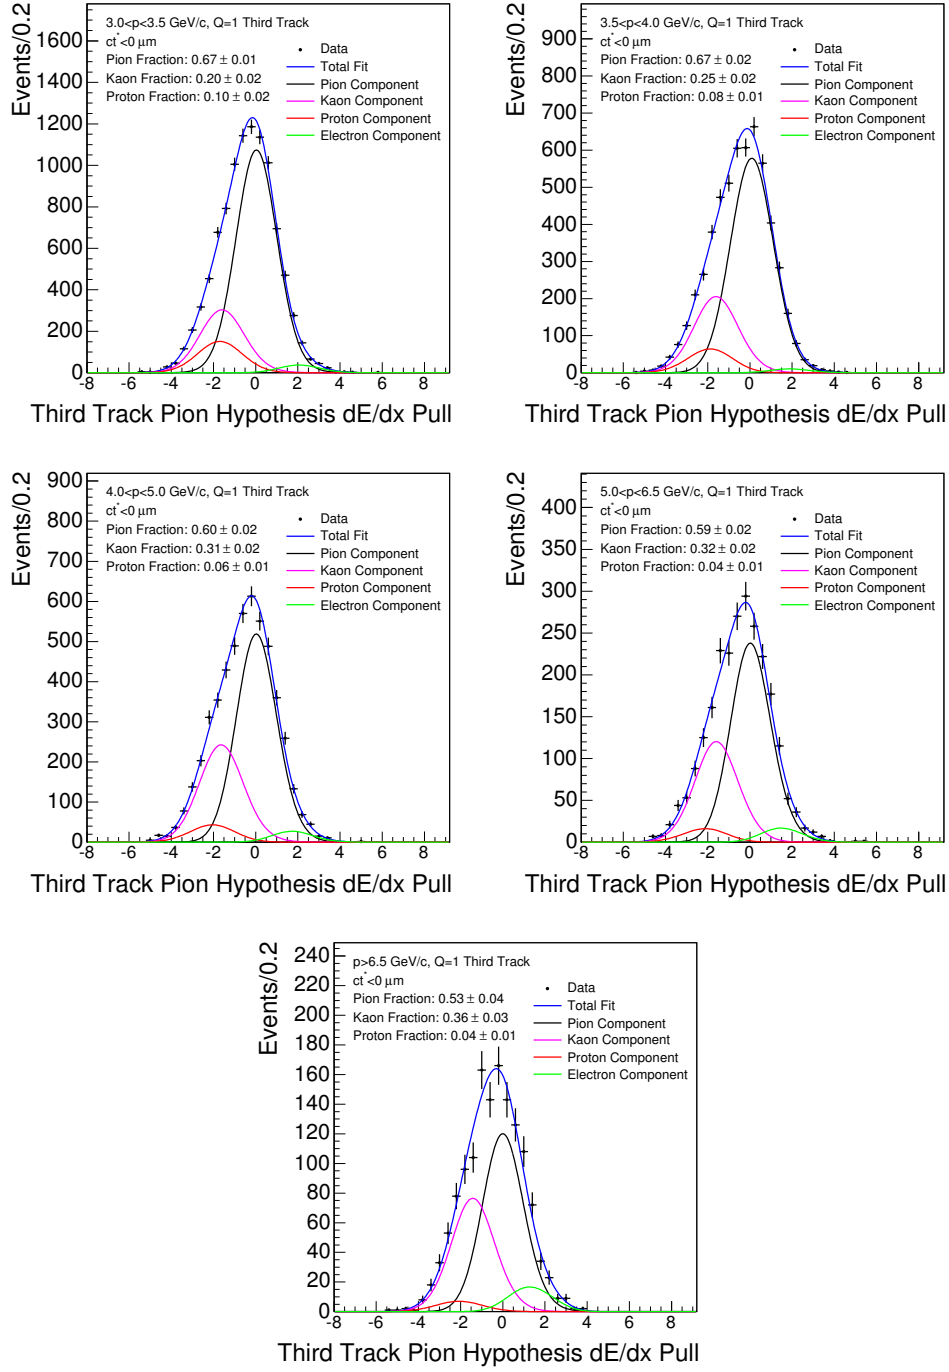 3.0<p<3.5 GeV/c, Q=1 Third Track
ct*<0 μm
Pion Fraction: 0.67 ± 0.01
Kaon Fraction: 0.20 ± 0.02
Proton Fraction: 0.10 ± 0.02
Data
Total Fit
Pion Component
Kaon Component
Proton Component
Electron Component
Events/0.2
1600
1400
1200
1000
800
600
400
200
0
-8 -6 -4 -2 0 2 4 6 8
Third Track Pion Hypothesis dE/dx Pull
3.5<p<4.0 GeV/c, Q=1 Third Track
ct*<0 μm
Pion Fraction: 0.67 ± 0.02
Kaon Fraction: 0.25 ± 0.02
Proton Fraction: 0.08 ± 0.01
Data
Total Fit
Pion Component
Kaon Component
Proton Component
Electron Component
Events/0.2
900
800
700
600
500
400
300
200
100
0
-8 -6 -4 -2 0 2 4 6 8
Third Track Pion Hypothesis dE/dx Pull
4.0<p<5.0 GeV/c, Q=1 Third Track
ct*<0 μm
Pion Fraction: 0.60 ± 0.02
Kaon Fraction: 0.31 ± 0.02
Proton Fraction: 0.06 ± 0.01
Data
Total Fit
Pion Component
Kaon Component
Proton Component
Electron Component
Events/0.2
900
800
700
600
500
400
300
200
100
0
-8 -6 -4 -2 0 2 4 6 8
Third Track Pion Hypothesis dE/dx Pull
5.0<p<6.5 GeV/c, Q=1 Third Track
ct*<0 μm
Pion Fraction: 0.59 ± 0.02
Kaon Fraction: 0.32 ± 0.02
Proton Fraction: 0.04 ± 0.01
Data
Total Fit
Pion Component
Kaon Component
Proton Component
Electron Component
Events/0.2
400
350
300
250
200
150
100
50
0
-8 -6 -4 -2 0 2 4 6 8
Third Track Pion Hypothesis dE/dx Pull
p>6.5 GeV/c, Q=1 Third Track
ct*<0 μm
Pion Fraction: 0.53 ± 0.04
Kaon Fraction: 0.36 ± 0.03
Proton Fraction: 0.04 ± 0.01
Data
Total Fit
Pion Component
Kaon Component
Proton Component
Electron Component
Events/0.2
240
220
200
180
160
140
120
100
80
60
40
20
0
-8 -6 -4 -2 0 2 4 6 8
Third Track Pion Hypothesis dE/dx Pull